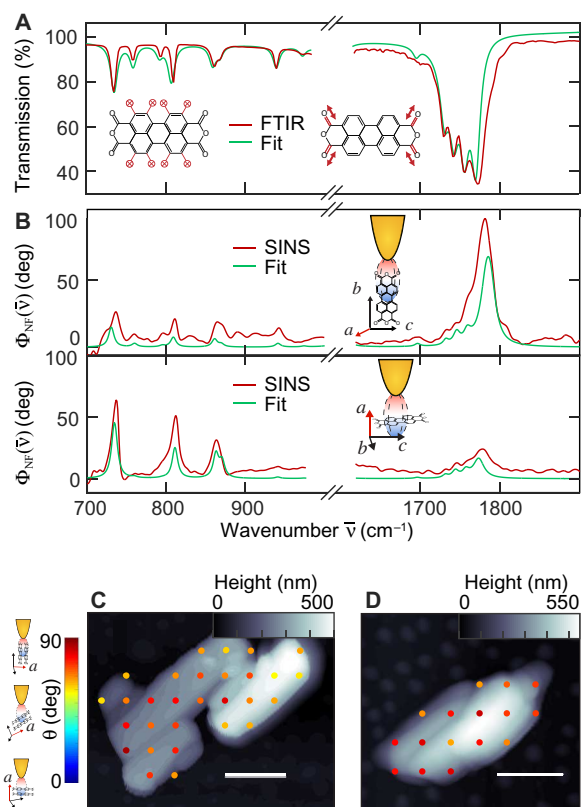 A
Transmission (%)
100
80
60
40
FTIR
Fit
B
Φ_NF(ν̄) (deg)
100
50
0
SINS
Fit
b
a
c
Φ_NF(ν̄) (deg)
100
50
0
SINS
Fit
a
b
c
700
800
900
1700
1800
Wavenumber ν̄ (cm⁻¹)
Height (nm)
0
500
C
Height (nm)
0
550
D
90
θ (deg)
0
a
a
a